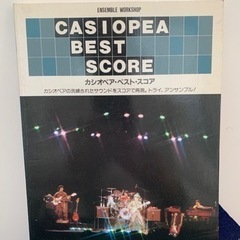 ENSEMBLE WORKSHOP
CASIOPEA
BEST
SCORE
カシオペア・ベスト・スコア
カシオペアの洗練されたサウンドをスコアで再現。トライ、アンサンブル!